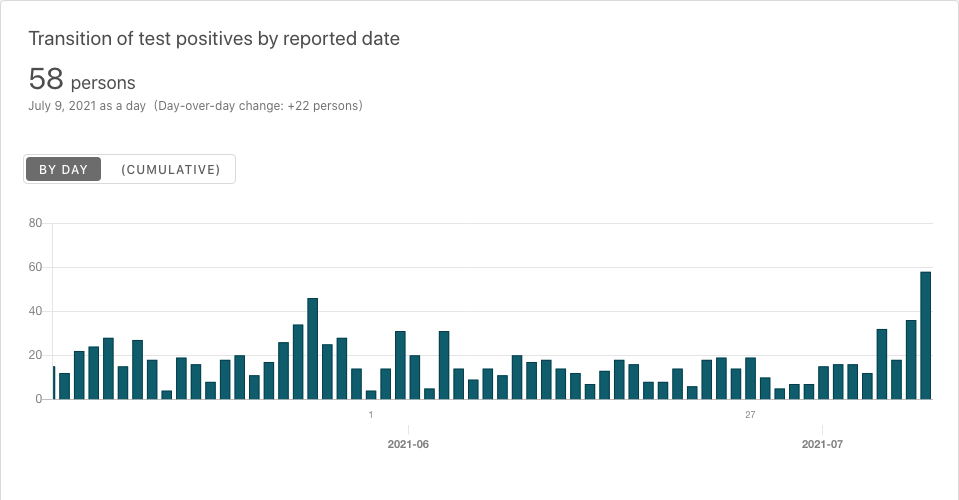 Transition of test positives by reported date
58 persons
July 9, 2021 as a day (Day-over-day change: +22 persons)
BY DAY (CUMULATIVE)
80
60
40
20
0
1 27
2021-06 2021-07